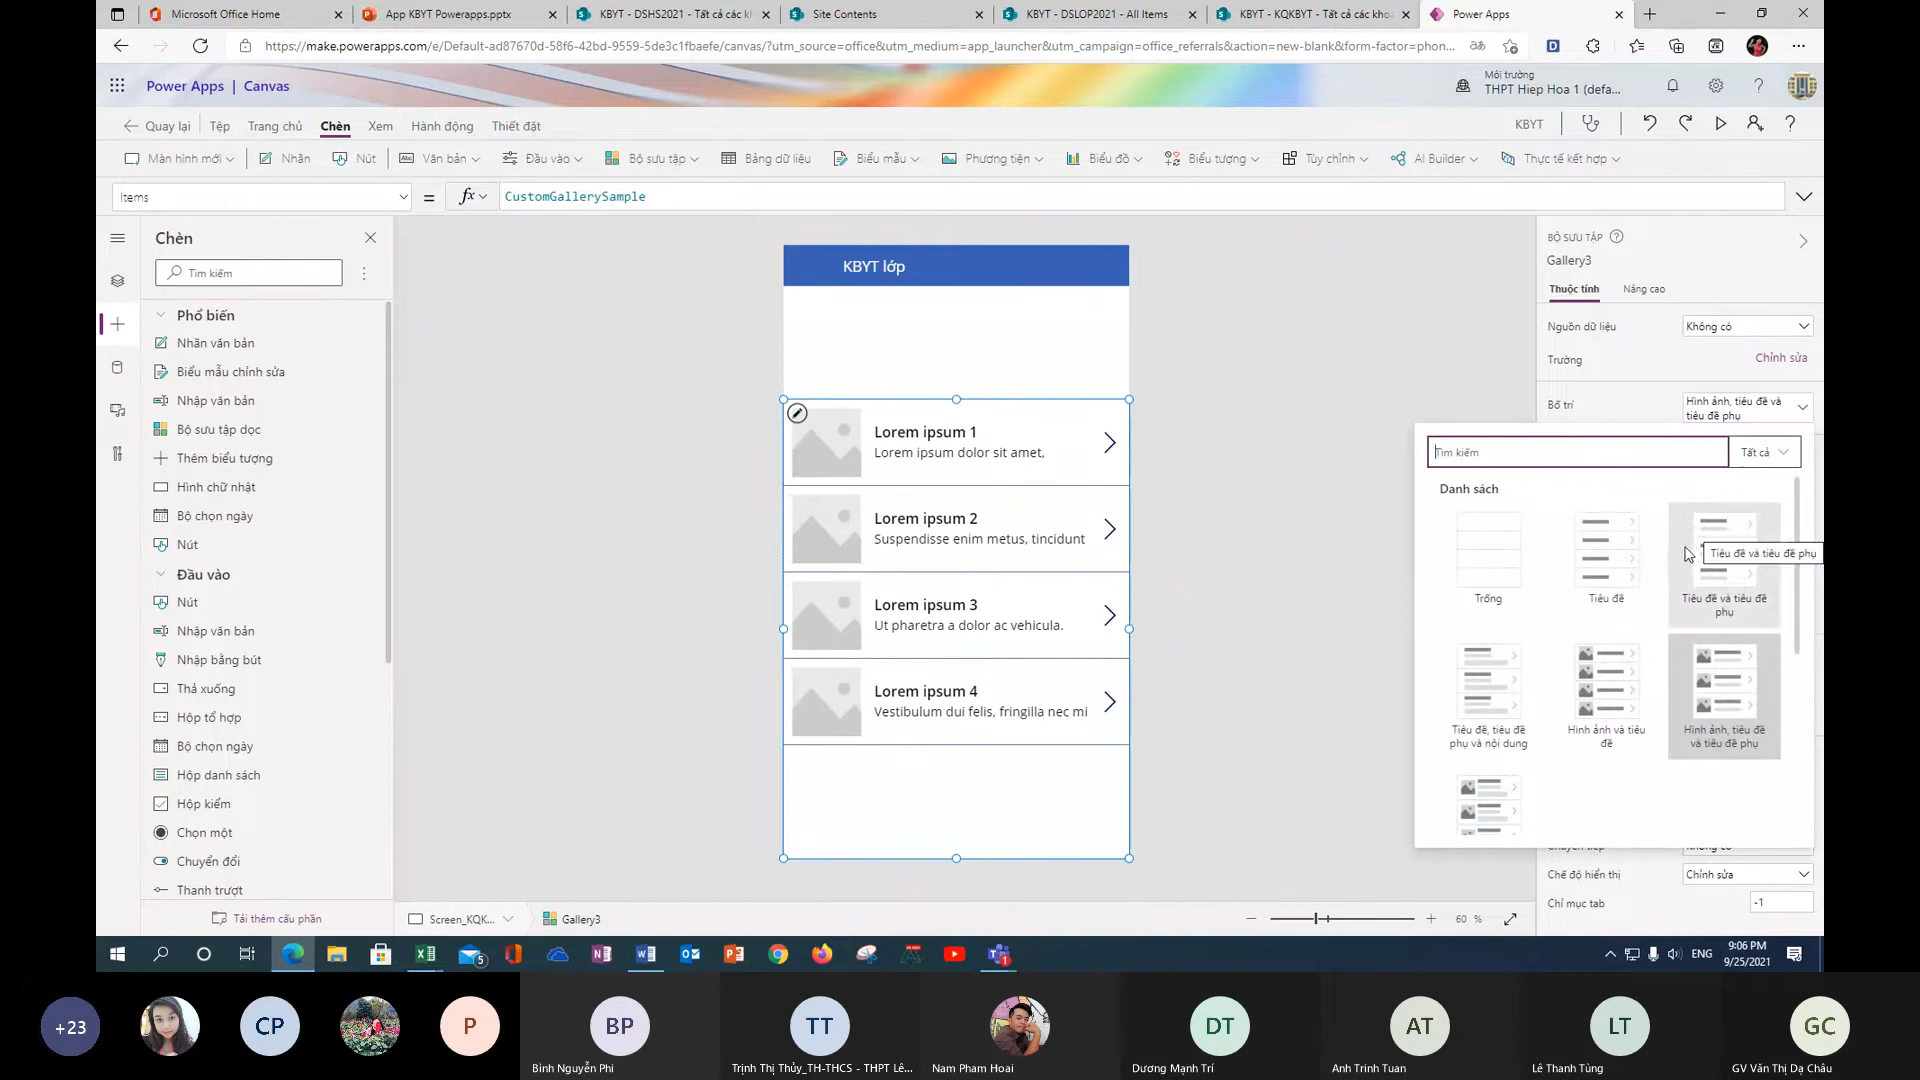 Microsoft Office Home
App KBYT Powerapps.pptx
KBYT - DSHS2021 - Tất cả các kh
Site Contents
KBYT - DSLOP2021 - All Items
KBYT - KQKBYT - Tất cả các kho
Power Apps
https://make.powerapps.com/e/Default-ad87670d-58f6-42bd-9559-5de3c1fbaefe/canvas/?utm_source=office&utm_medium=app_launcher&utm_campaign=office_referrals&action=new-blank&form-factor=phon...
Power Apps | Canvas
Môi trường
THPT Hiep Hoa 1 (defa...
Quay lại
Tệp
Trang chủ
Chèn
Xem
Hành động
Thiết đặt
KBYT
Màn hình mới
Nhãn
Nút
Văn bản
Đầu vào
Bộ sưu tập
Bảng dữ liệu
Biểu mẫu
Phương tiện
Biểu đồ
Biểu tượng
Tùy chỉnh
AI Builder
Thực tế kết hợp
Items
=
fx
CustomGallerySample
Chèn
Tìm kiếm
Phổ biến
Nhãn văn bản
Biểu mẫu chỉnh sửa
Nhập văn bản
Bộ sưu tập dọc
Thêm biểu tượng
Hình chữ nhật
Bộ chọn ngày
Nút
Đầu vào
Nút
Nhập văn bản
Nhập bằng bút
Thả xuống
Hộp tổ hợp
Bộ chọn ngày
Hộp danh sách
Hộp kiểm
Chọn một
Chuyển đổi
Thanh trượt
Tải thêm cấu phần
KBYT lớp
Lorem ipsum 1
Lorem ipsum dolor sit amet,
Lorem ipsum 2
Suspendisse enim metus, tincidunt
Lorem ipsum 3
Ut pharetra a dolor ac vehicula.
Lorem ipsum 4
Vestibulum dui felis, fringilla nec mi
Screen_KQK...
Gallery3
60 %
BỘ SƯU TẬP
Gallery3
Thuộc tính
Nâng cao
Nguồn dữ liệu
Không có
Trường
Chỉnh sửa
Bố trí
Hình ảnh, tiêu đề và
tiêu đề phụ
Tìm kiếm
Tất cả
Danh sách
Trống
Tiêu đề
Tiêu đề và tiêu đề
phụ
Tiêu đề và tiêu đề phụ
Tiêu đề, tiêu đề
phụ và nội dung
Hình ảnh và tiêu
đề
Hình ảnh, tiêu đề
và tiêu đề phụ
Chuyển tiếp
Không có
Chế độ hiển thị
Chỉnh sửa
Chỉ mục tab
-1
5
1
ENG
9:06 PM
9/25/2021
+23
CP
P
BP
Bình Nguyễn Phi
TT
Trịnh Thị Thủy_TH-THCS - THPT Lê...
Nam Pham Hoai
DT
Dương Mạnh Trí
AT
Anh Trinh Tuan
LT
Lê Thanh Tùng
GC
GV Văn Thị Dạ Châu